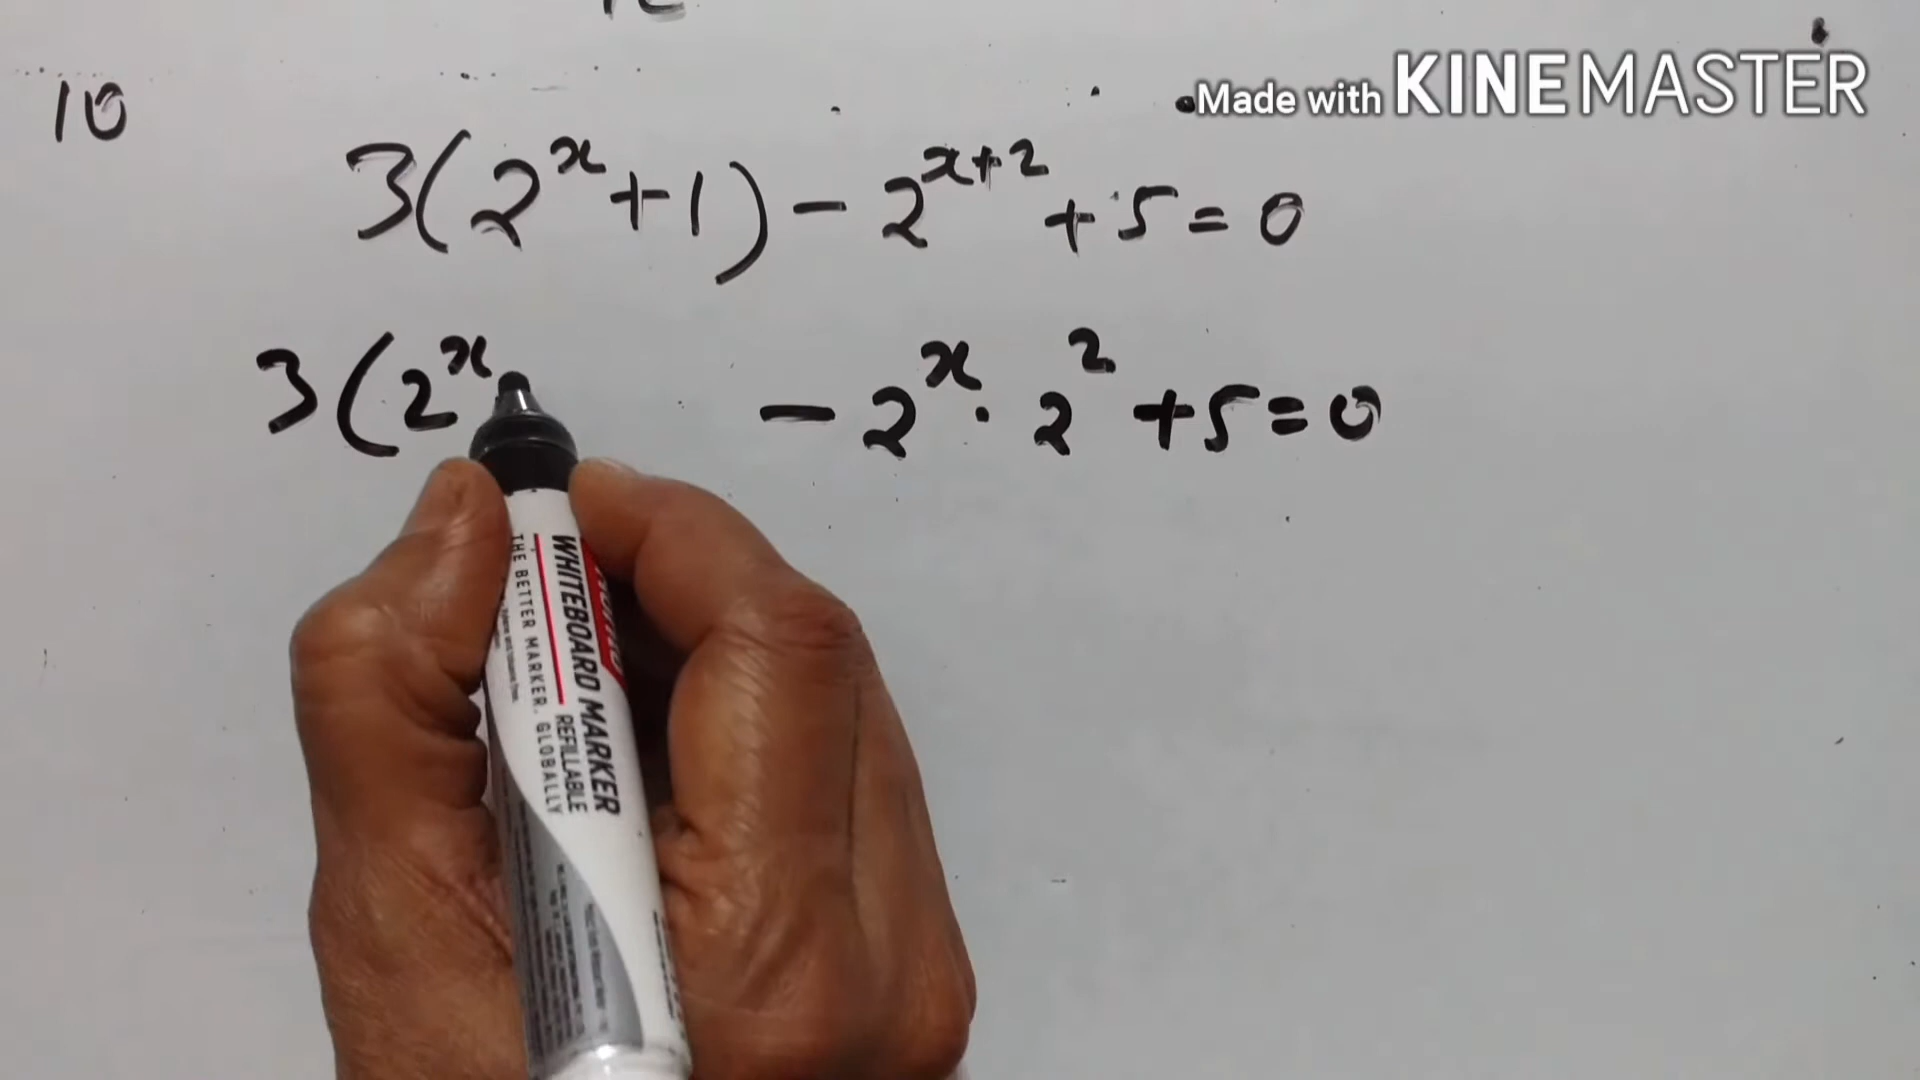 Made with KINEMASTER
10
3(2^x+1)-2^{x+2}+5=0
3(2^x -2^x·2^2+5=0
WHITEBOARD MARKER
REFILLABLE
THE BETTER MARKER. GLOBALLY